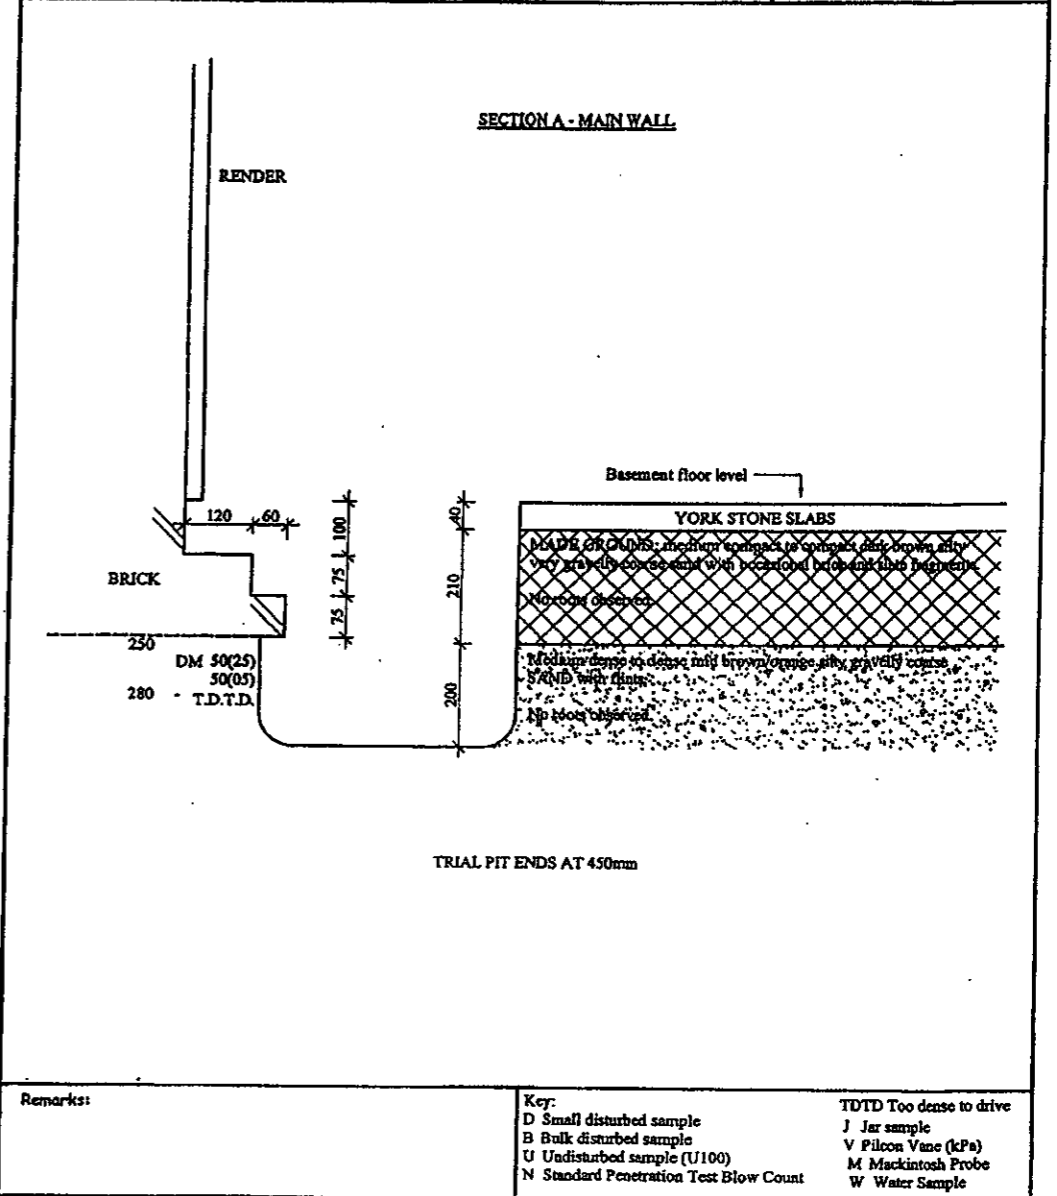 SECTION A - MAIN WALL
RENDER
Basement floor level
120
60
100
40
YORK STONE SLABS
MADE GROUND: medium compact to compact dark brown silty
very gravelly coarse sand with occasional brick and slate fragments.
BRICK
75
210
No roots observed.
75
250
DM 50(25)
50(05)
280 - T.D.T.D.
200
Medium dense to dense mid brown/orange silty, gravelly coarse
SAND with flints.
No roots observed.
TRIAL PIT ENDS AT 450mm
Remarks:
Key:
D Small disturbed sample
B Bulk disturbed sample
U Undisturbed sample (U100)
N Standard Penetration Test Blow Count
TDTD Too dense to drive
J Jar sample
V Pilcon Vane (kPa)
M Mackintosh Probe
W Water Sample